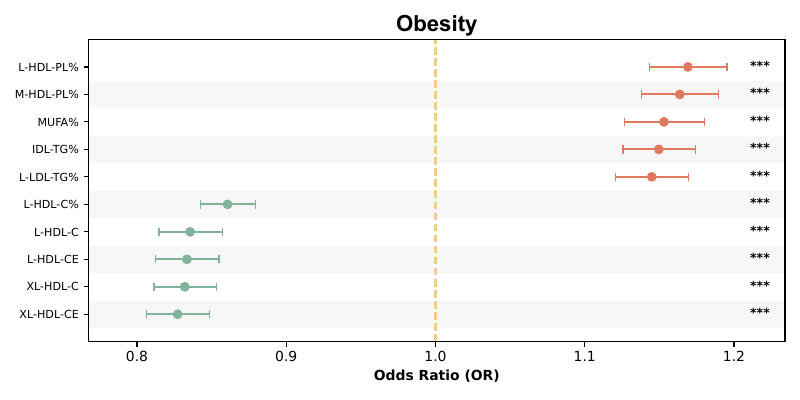 Obesity
L-HDL-PL% ***
M-HDL-PL% ***
MUFA% ***
IDL-TG% ***
L-LDL-TG% ***
L-HDL-C% ***
L-HDL-C ***
L-HDL-CE ***
XL-HDL-C ***
XL-HDL-CE ***
0.8 0.9 1.0 1.1 1.2
Odds Ratio (OR)